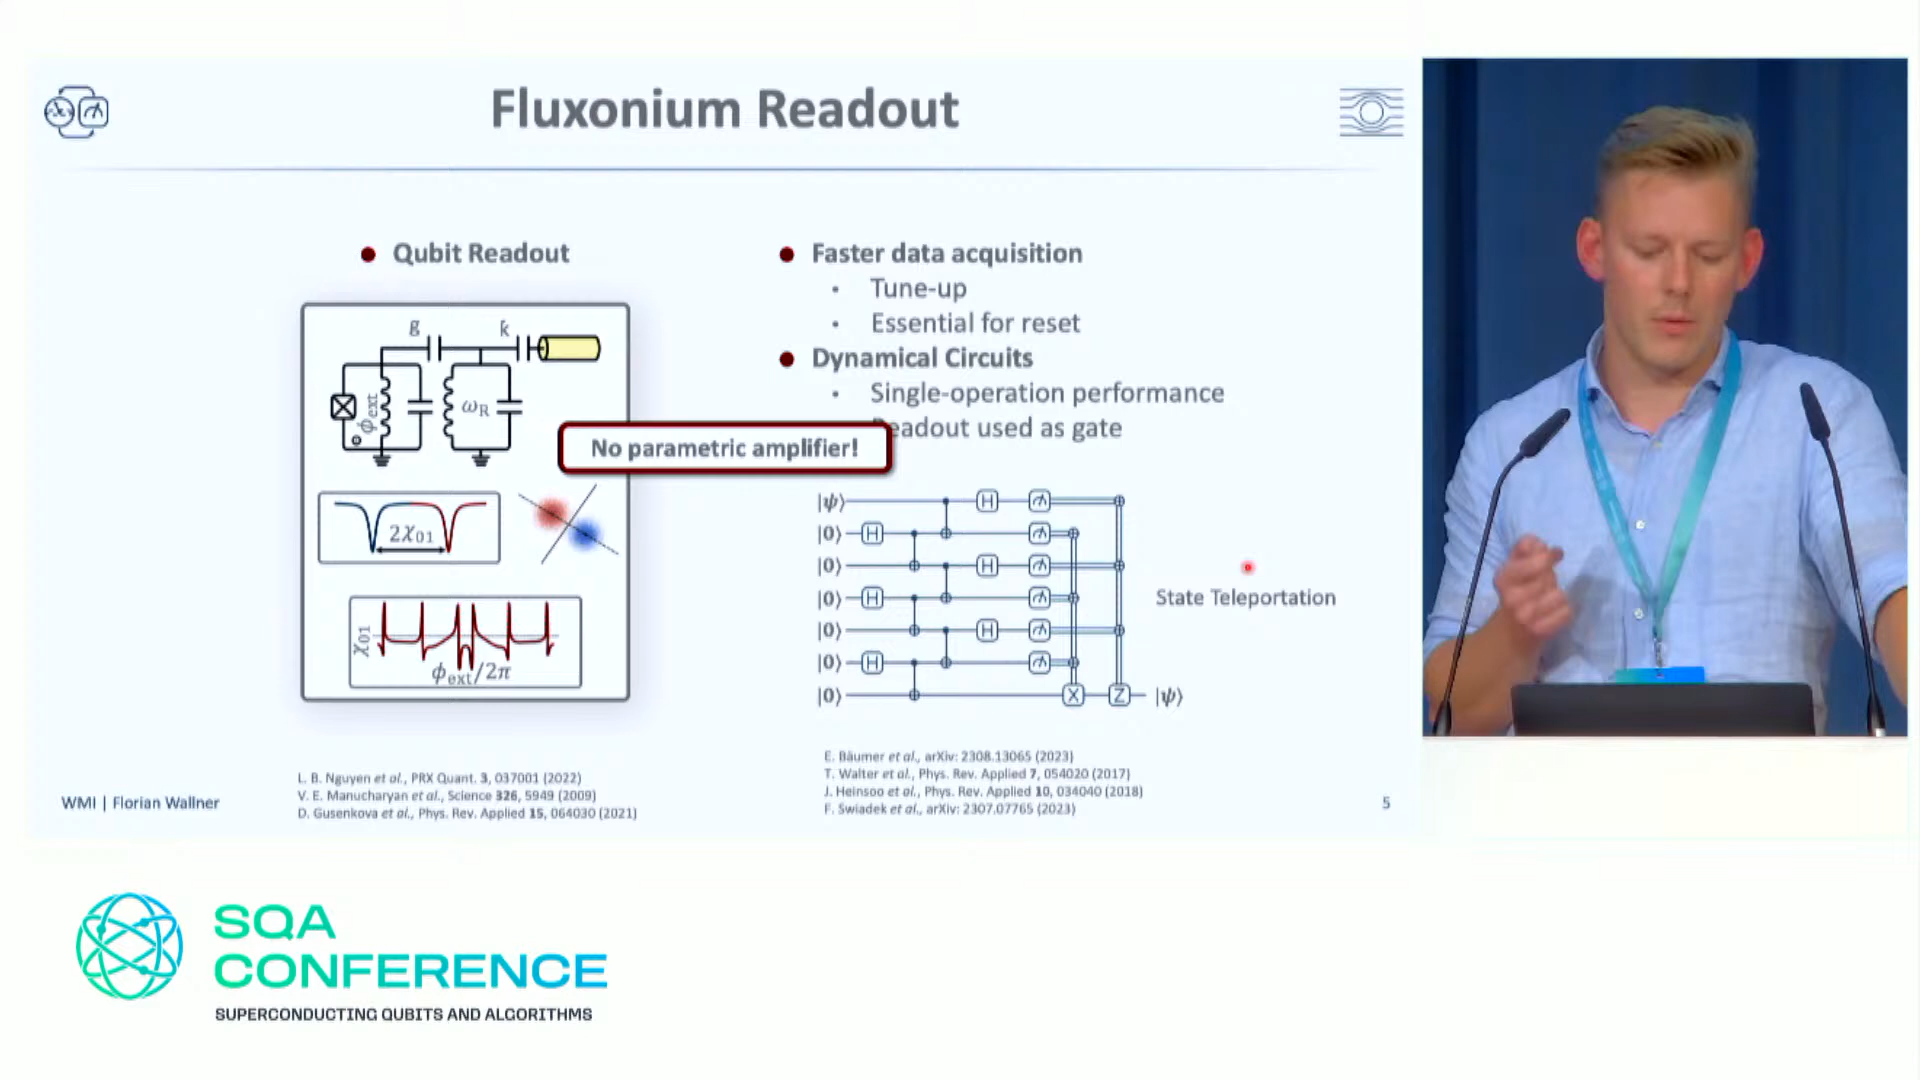 Fluxonium Readout
Qubit Readout
g
k
ϕext
ωR
2χ01
χ01
ϕext/2π
No parametric amplifier!
Faster data acquisition
Tune-up
Essential for reset
Dynamical Circuits
Single-operation performance
used as gate
|ψ⟩ H
|0⟩ H
|0⟩ H
|0⟩ H
|0⟩ H
|0⟩ H
|0⟩ X Z |ψ⟩
State Teleportation
L. B. Nguyen et al., PRX Quant. 3, 037001 (2022)
V. E. Manucharyan et al., Science 326, 5949 (2009)
D. Gusenkova et al., Phys. Rev. Applied 15, 064030 (2021)
E. Bäumer et al., arXiv: 2308.13065 (2023)
T. Walter et al., Phys. Rev. Applied 7, 054020 (2017)
J. Heinsoo et al., Phys. Rev. Applied 10, 034040 (2018)
F. Swiadek et al., arXiv: 2307.07765 (2023)
WMI | Florian Wallner
5
SQA
CONFERENCE
SUPERCONDUCTING QUBITS AND ALGORITHMS